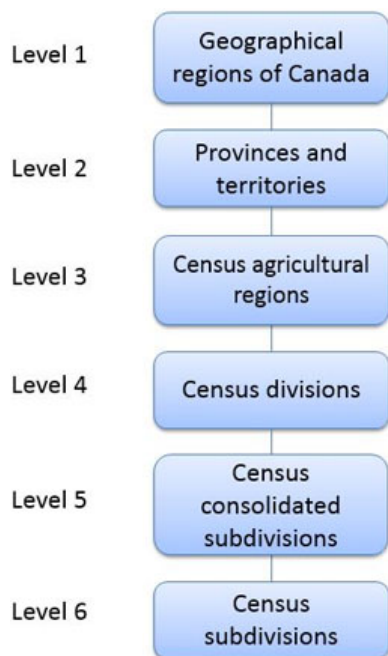 Level 1
Geographical
regions of Canada
Level 2
Provinces and
territories
Level 3
Census agricultural
regions
Level 4
Census divisions
Level 5
Census
consolidated
subdivisions
Level 6
Census
subdivisions